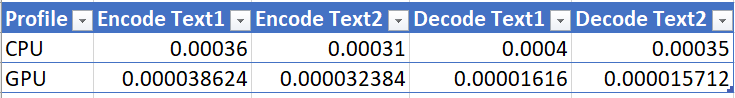 Profile Encode Text1 Encode Text2 Decode Text1 Decode Text2
CPU 0.00036 0.00031 0.0004 0.00035
GPU 0.000038624 0.000032384 0.00001616 0.000015712